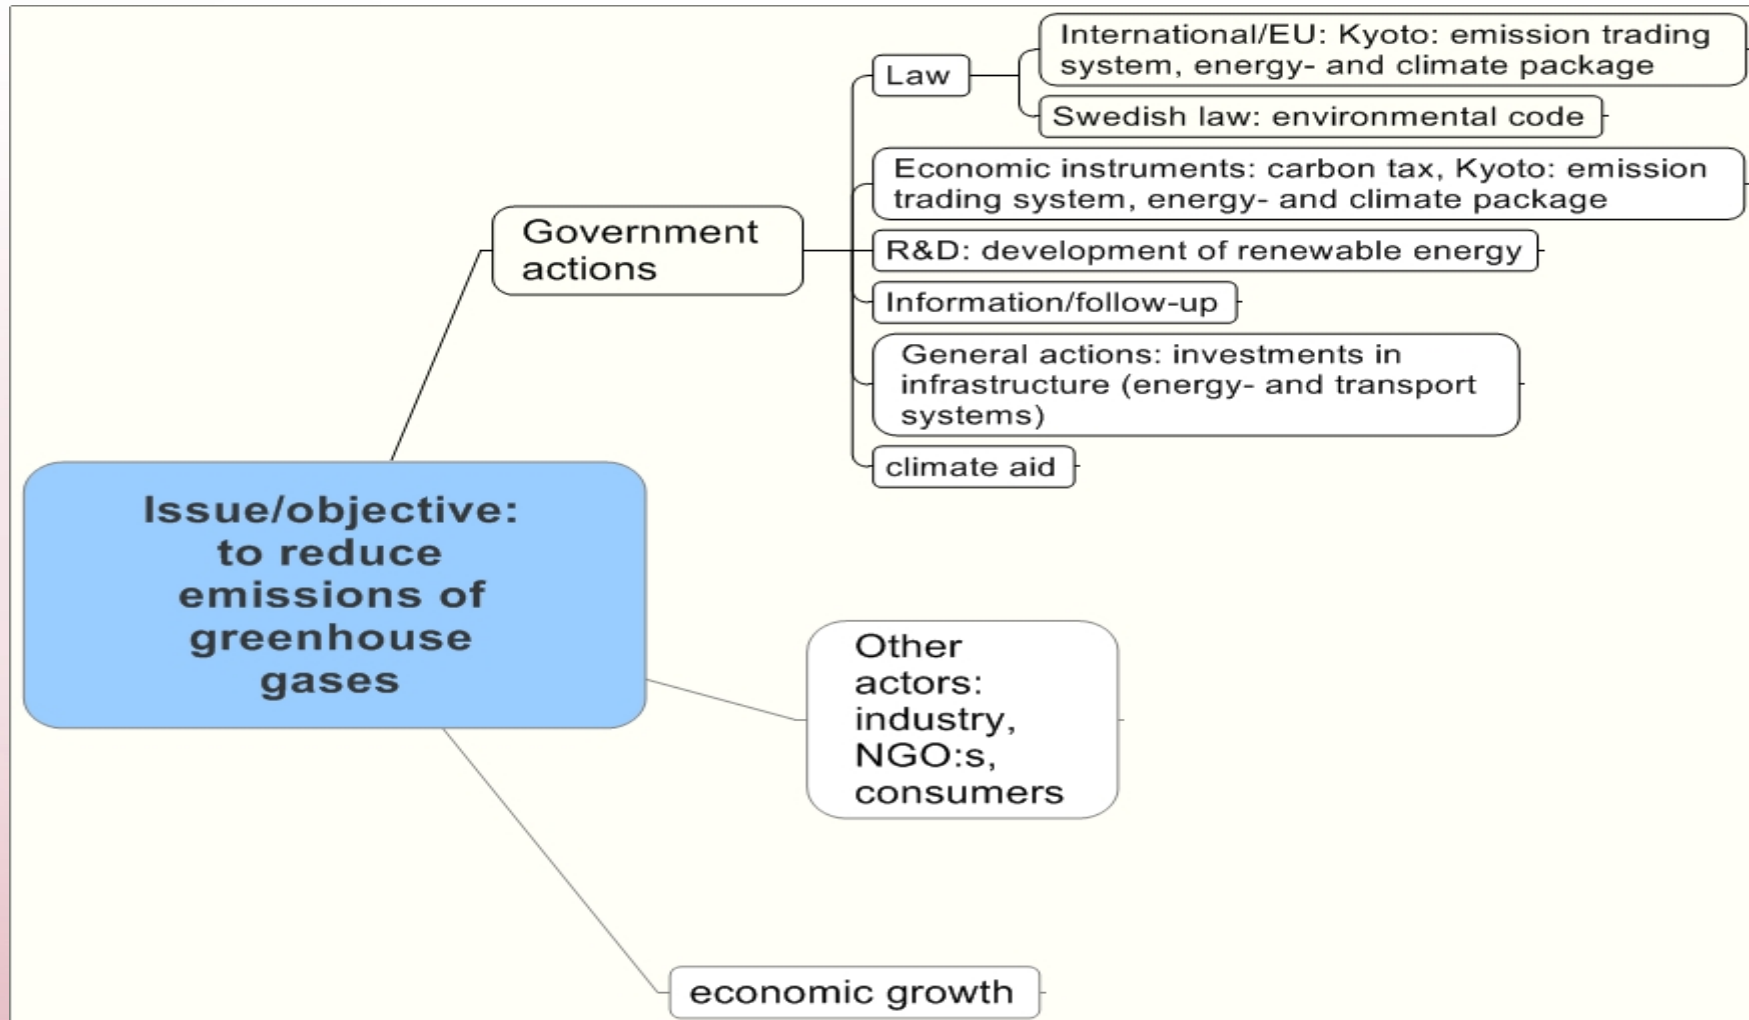 International/EU: Kyoto: emission trading
system, energy- and climate package
Law
Swedish law: environmental code
Economic instruments: carbon tax, Kyoto: emission
trading system, energy- and climate package
Government
actions
R&D: development of renewable energy
Information/follow-up
General actions: investments in
infrastructure (energy- and transport
systems)
climate aid
Issue/objective:
to reduce
emissions of
greenhouse
gases
Other
actors:
industry,
NGO:s,
consumers
economic growth